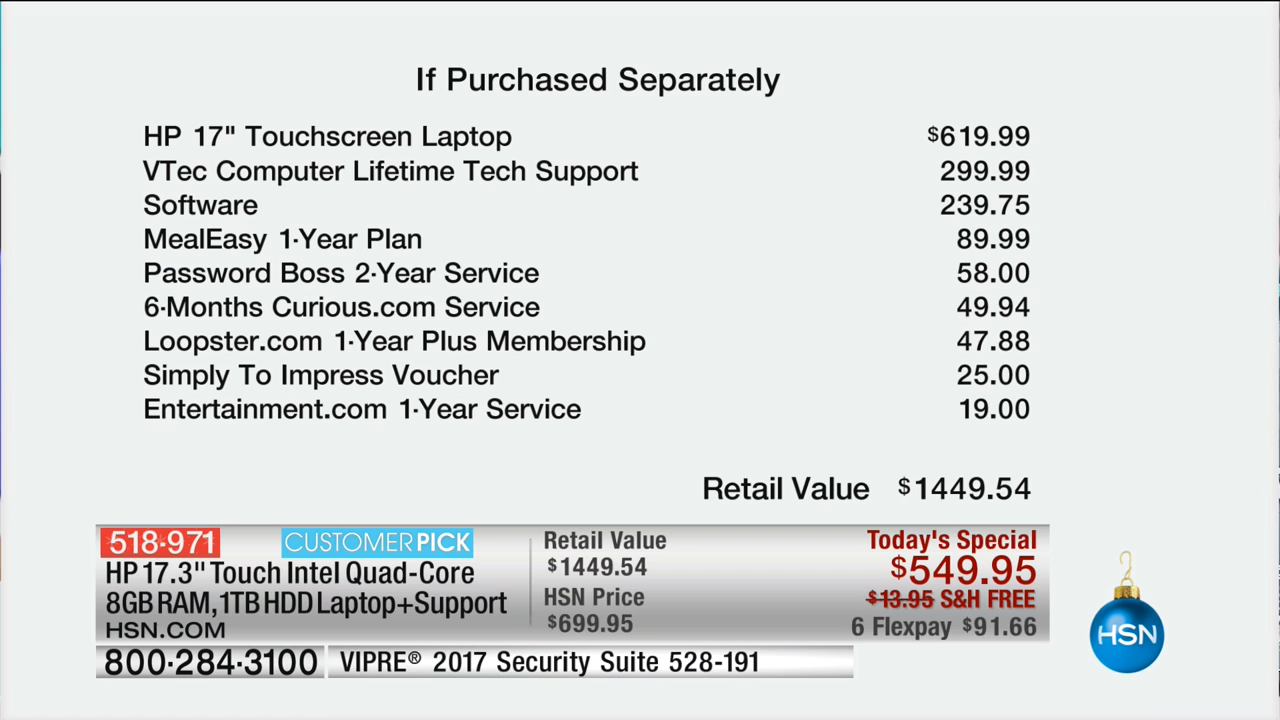 If Purchased Separately
HP 17" Touchscreen Laptop $619.99
VTec Computer Lifetime Tech Support 299.99
Software 239.75
MealEasy 1-Year Plan 89.99
Password Boss 2-Year Service 58.00
6-Months Curious.com Service 49.94
Loopster.com 1-Year Plus Membership 47.88
Simply To Impress Voucher 25.00
Entertainment.com 1-Year Service 19.00
Retail Value $1449.54
518-971 CUSTOMER PICK
HP 17.3" Touch Intel Quad-Core
8GB RAM, 1TB HDD Laptop+Support
HSN.COM
Retail Value
$1449.54
HSN Price
$699.95
Today's Special
$549.95
$13.95 S&H FREE
6 Flexpay $91.66
HSN
800-284-3100 VIPRE® 2017 Security Suite 528-191